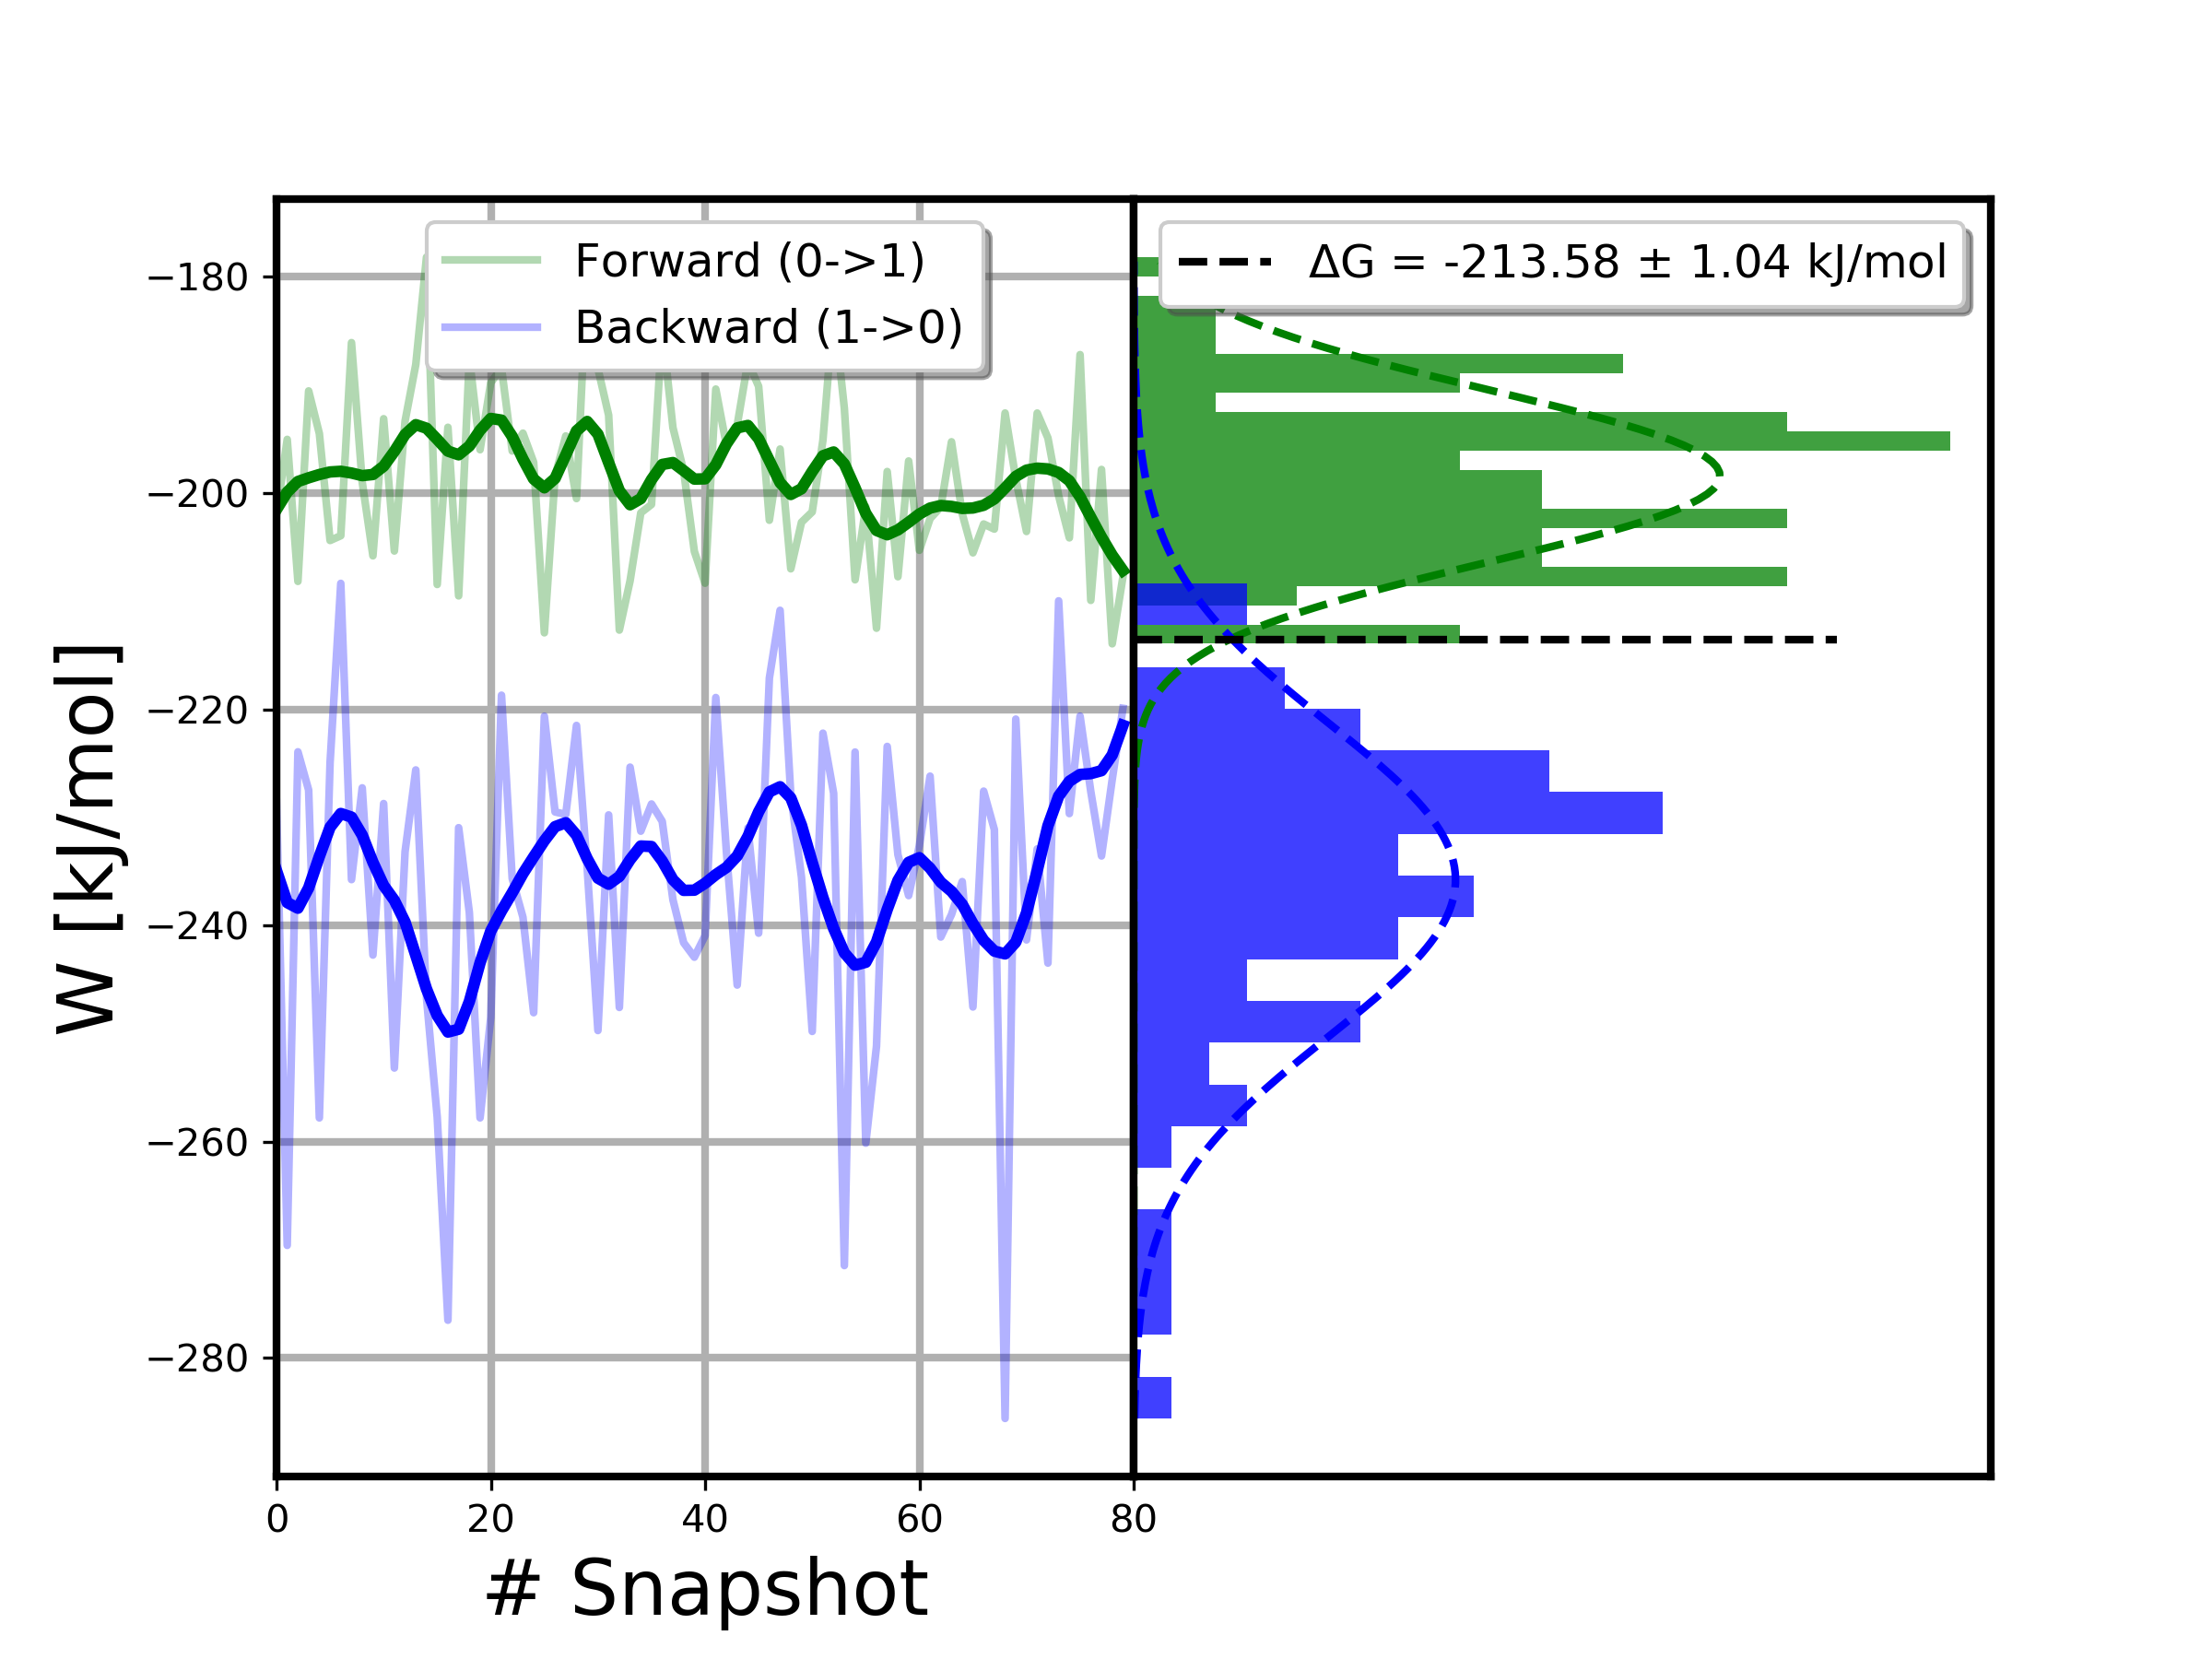 Forward (0->1)
Backward (1->0)
ΔG = -213.58 ± 1.04 kJ/mol
W [kJ/mol]
−180
−200
−220
−240
−260
−280
0 20 40 60 80
# Snapshot